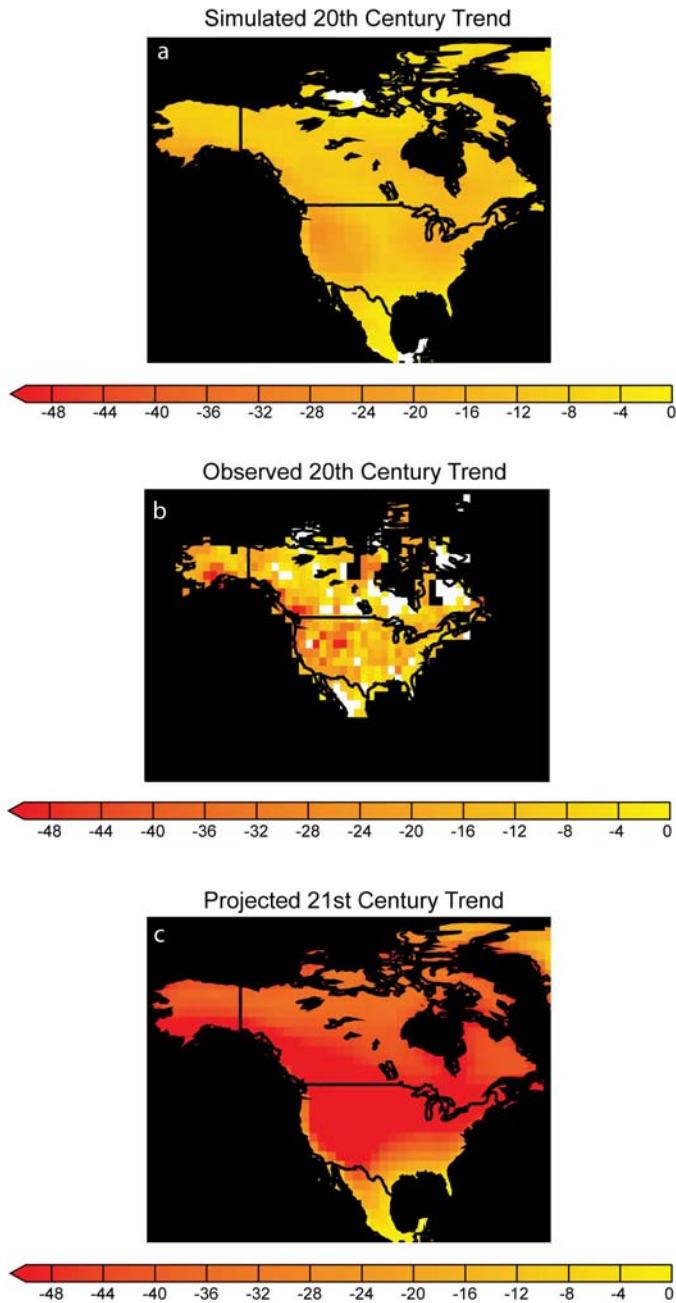 Simulated 20th Century Trend
a
-48 -44 -40 -36 -32 -28 -24 -20 -16 -12 -8 -4 0
Observed 20th Century Trend
b
-48 -44 -40 -36 -32 -28 -24 -20 -16 -12 -8 -4 0
Projected 21st Century Trend
c
-48 -44 -40 -36 -32 -28 -24 -20 -16 -12 -8 -4 0